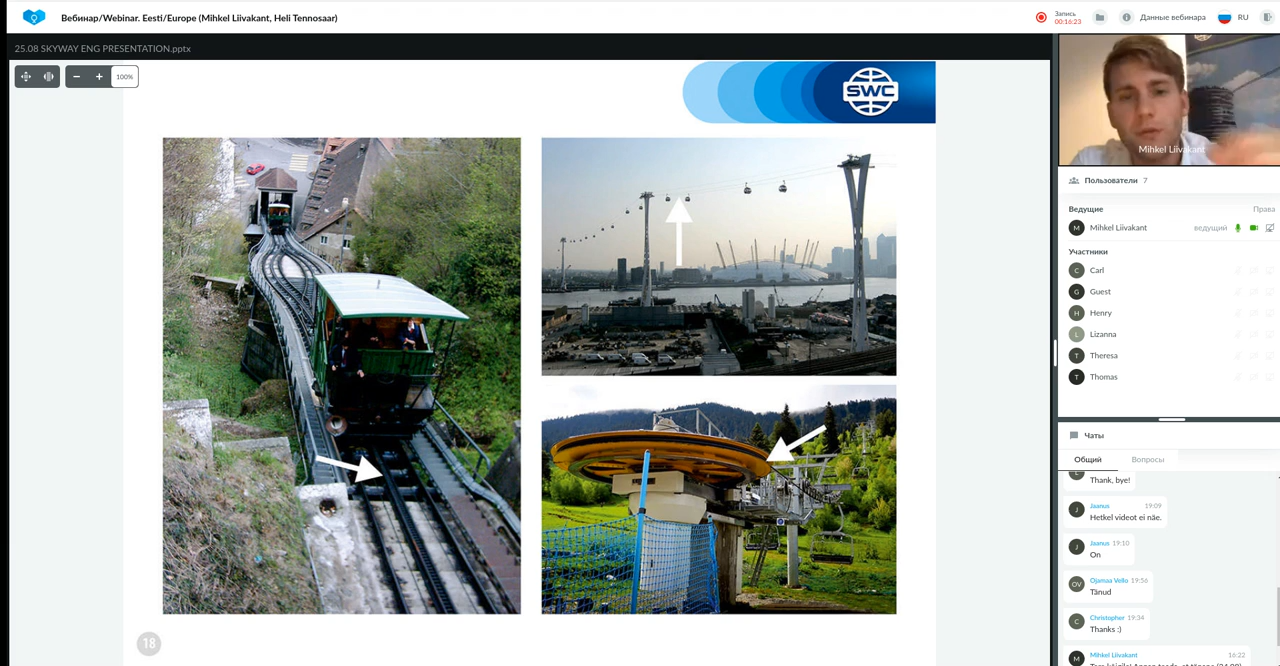 Вебинар/Webinar. Eesti/Europe (Mihkel Liivakant, Heli Tennosaar)
Запись
00:16:23
Данные вебинара
RU
25.08 SKYWAY ENG PRESENTATION.pptx
100%
SWC
18
Mihkel Liivakant
Пользователи 7
Ведущие Права
M Mihkel Liivakant ведущий
Участники
C Carl
G Guest
H Henry
L Lizanna
T Theresa
T Thomas
Чаты
Общий Вопросы
Thank, bye!
J Jaanus 19:09
Hetkel videot ei näe.
J Jaanus 19:10
On
OV Ojamaa Vello 19:56
Tänud
C Christopher 19:34
Thanks :)
M Mihkel Liivakant 16:22